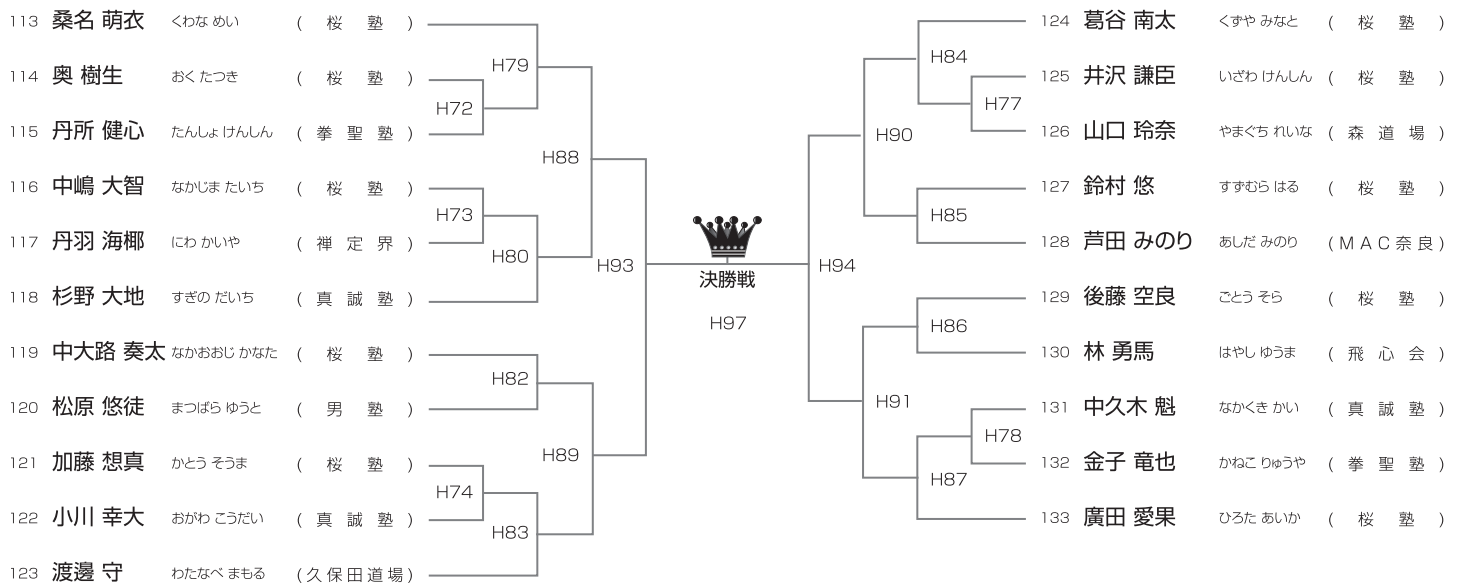 113 桑名 萌衣 くわな めい ( 桜 塾 )
H79
114 奥 樹生 おく たつき ( 桜 塾 )
H72
115 丹所 健心 たんしょ けんしん ( 拳 聖 塾 )
H88
116 中嶋 大智 なかじま たいち ( 桜 塾 )
H73
117 丹羽 海椰 にわ かいや ( 禅 定 界 )
H80
H93
118 杉野 大地 すぎの だいち ( 真 誠 塾 )
119 中大路 奏太 なかおおじ かなた ( 桜 塾 )
H82
120 松原 悠徒 まつばら ゆうと ( 男 塾 )
H89
121 加藤 想真 かとう そうま ( 桜 塾 )
H74
122 小川 幸大 おがわ こうだい ( 真 誠 塾 )
H83
123 渡邊 守 わたなべ まもる ( 久 保 田 道 場 )
決勝戦
H97
124 葛谷 南太 くずや みなと ( 桜 塾 )
H84
125 井沢 謙臣 いざわ けんしん ( 桜 塾 )
H77
126 山口 玲奈 やまぐち れいな ( 森 道 場 )
H90
127 鈴村 悠 すずむら はる ( 桜 塾 )
H85
128 芦田 みのり あしだ みのり ( M A C 奈 良 )
H94
129 後藤 空良 ごとう そら ( 桜 塾 )
H86
130 林 勇馬 はやし ゆうま ( 飛 心 会 )
H91
131 中久木 魁 なかくき かい ( 真 誠 塾 )
H78
132 金子 竜也 かねこ りゅうや ( 拳 聖 塾 )
H87
133 廣田 愛果 ひろた あいか ( 桜 塾 )